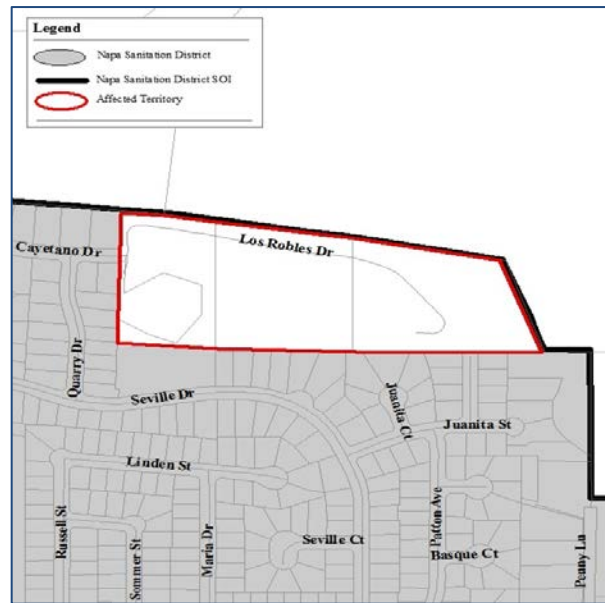 Legend
Napa Sanitation District
Napa Sanitation District SOI
Affected Territory
Cayetano Dr
Los Robles Dr
Quarry Dr
Seville Dr
Juanita Ct
Juanita St
Linden St
Russell St
Sommer St
Maria Dr
Seville Ct
Patton Ave
Basque Ct
Penny Ln